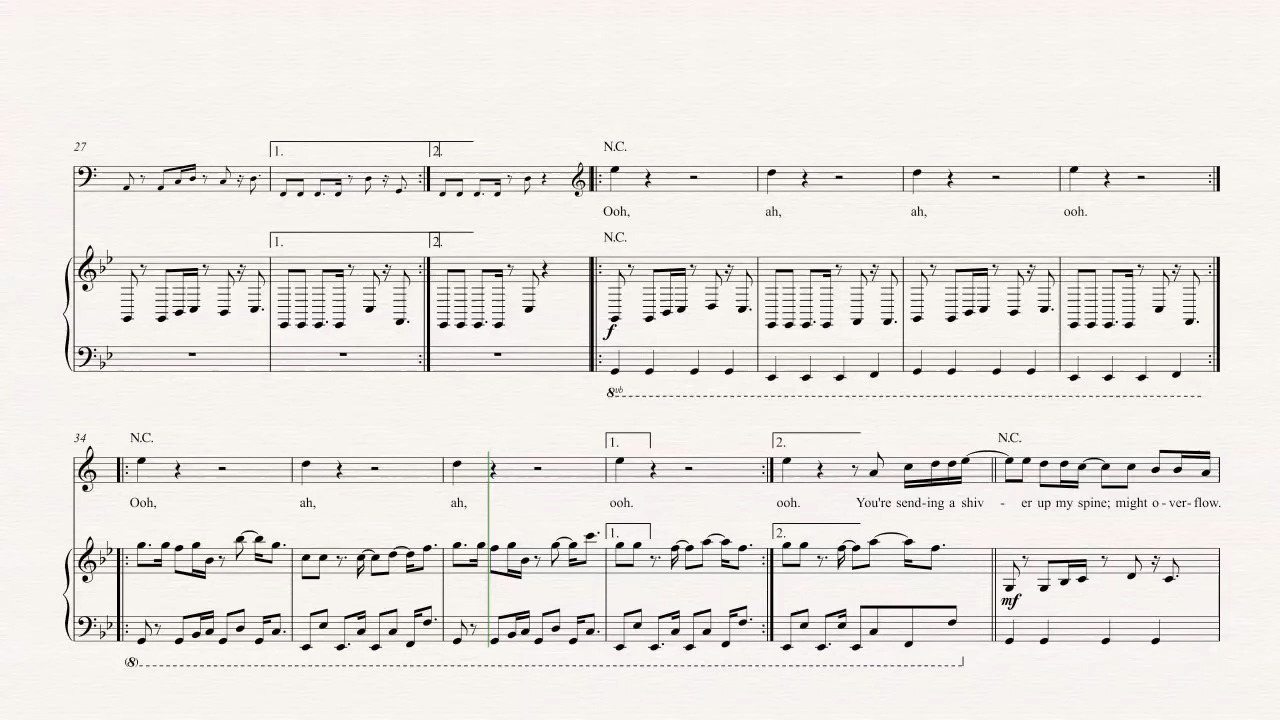 27
1.
2.
N.C.
Ooh, ah, ah, ooh.
1.
2.
N.C.
f
8vb
34
N.C.
1.
2.
N.C.
Ooh, ah, ah, ooh. ooh. You're send-ing a shiv - er up my spine; might o-ver-flow.
1.
2.
mf
(8)